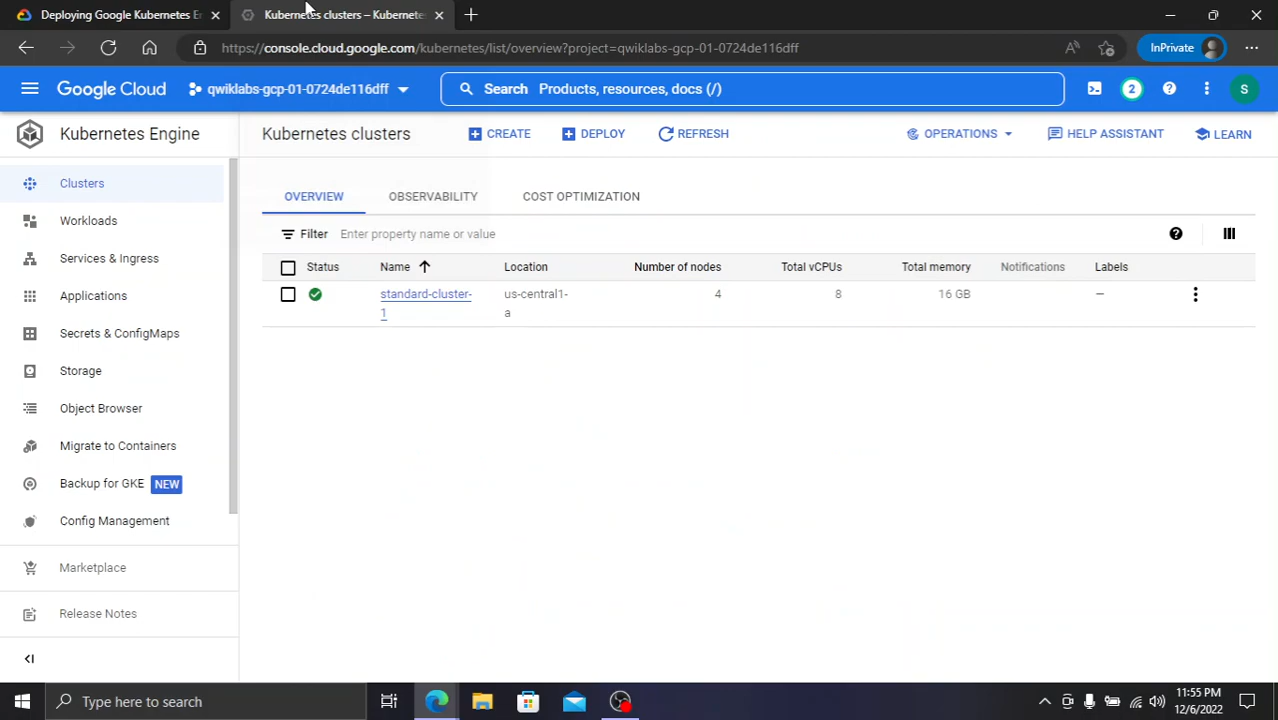 Deploying Google Kubernetes E
Kubernetes clusters – Kubernete
https://console.cloud.google.com/kubernetes/list/overview?project=qwiklabs-gcp-01-0724de116dff
InPrivate
Google Cloud
qwiklabs-gcp-01-0724de116dff
Search Products, resources, docs (/)
2
S
Kubernetes Engine
Kubernetes clusters
CREATE
DEPLOY
REFRESH
OPERATIONS
HELP ASSISTANT
LEARN
Clusters
Workloads
Services & Ingress
Applications
Secrets & ConfigMaps
Storage
Object Browser
Migrate to Containers
Backup for GKE NEW
Config Management
Marketplace
Release Notes
OVERVIEW
OBSERVABILITY
COST OPTIMIZATION
Filter Enter property name or value
Status Name Location Number of nodes Total vCPUs Total memory Notifications Labels
standard-cluster- us-central1- 4 8 16 GB –
1 a
Type here to search
11:55 PM
12/6/2022